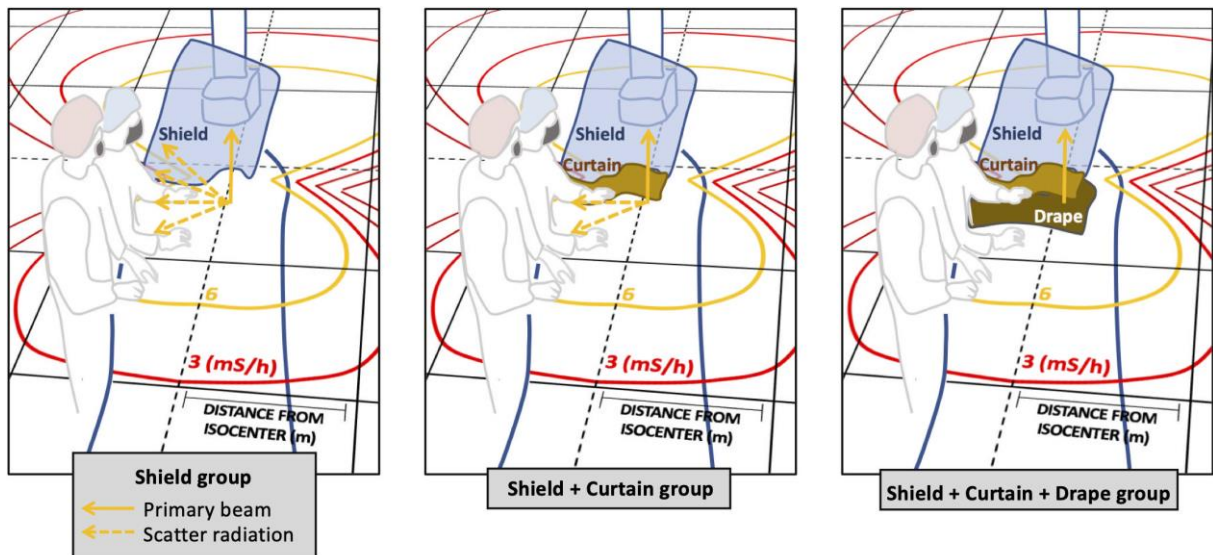 Shield
6
3 (mS/h)
DISTANCE FROM
ISOCENTER (m)
Shield group
Primary beam
Scatter radiation
Shield
Curtain
6
3 (mS/h)
DISTANCE FROM
ISOCENTER (m)
Shield + Curtain group
Shield
Curtain
Drape
6
3 (mS/h)
DISTANCE FROM
ISOCENTER (m)
Shield + Curtain + Drape group